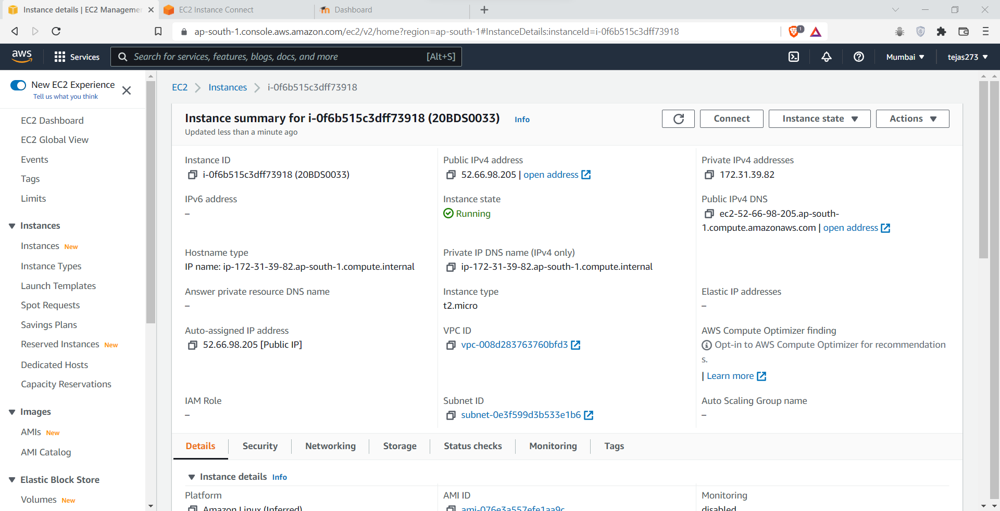 Instance details | EC2 Manageme
EC2 Instance Connect
Dashboard
ap-south-1.console.aws.amazon.com/ec2/v2/home?region=ap-south-1#InstanceDetails:instanceId=i-0f6b515c3dff73918
1
aws
Services
Search for services, features, blogs, docs, and more
[Alt+S]
Mumbai
tejas273
New EC2 Experience
Tell us what you think
EC2 Dashboard
EC2 Global View
Events
Tags
Limits
Instances
Instances New
Instance Types
Launch Templates
Spot Requests
Savings Plans
Reserved Instances New
Dedicated Hosts
Capacity Reservations
Images
AMIs New
AMI Catalog
Elastic Block Store
Volumes New
EC2 > Instances > i-0f6b515c3dff73918
Instance summary for i-0f6b515c3dff73918 (20BDS0033) Info
Updated less than a minute ago
Connect
Instance state
Actions
Instance ID
i-0f6b515c3dff73918 (20BDS0033)
Public IPv4 address
52.66.98.205 | open address
Private IPv4 addresses
172.31.39.82
IPv6 address
–
Instance state
Running
Public IPv4 DNS
ec2-52-66-98-205.ap-south-
1.compute.amazonaws.com | open address
Hostname type
IP name: ip-172-31-39-82.ap-south-1.compute.internal
Private IP DNS name (IPv4 only)
ip-172-31-39-82.ap-south-1.compute.internal
Answer private resource DNS name
–
Instance type
t2.micro
Elastic IP addresses
–
Auto-assigned IP address
52.66.98.205 [Public IP]
VPC ID
vpc-008d283763760bfd3
AWS Compute Optimizer finding
Opt-in to AWS Compute Optimizer for recommendation
s.
| Learn more
IAM Role
–
Subnet ID
subnet-0e3f599d3b533e1b6
Auto Scaling Group name
–
Details
Security
Networking
Storage
Status checks
Monitoring
Tags
Instance details Info
Platform
Amazon Linux (Inferred)
AMI ID
ami-076e3a557efe1aa9c
Monitoring
disabled